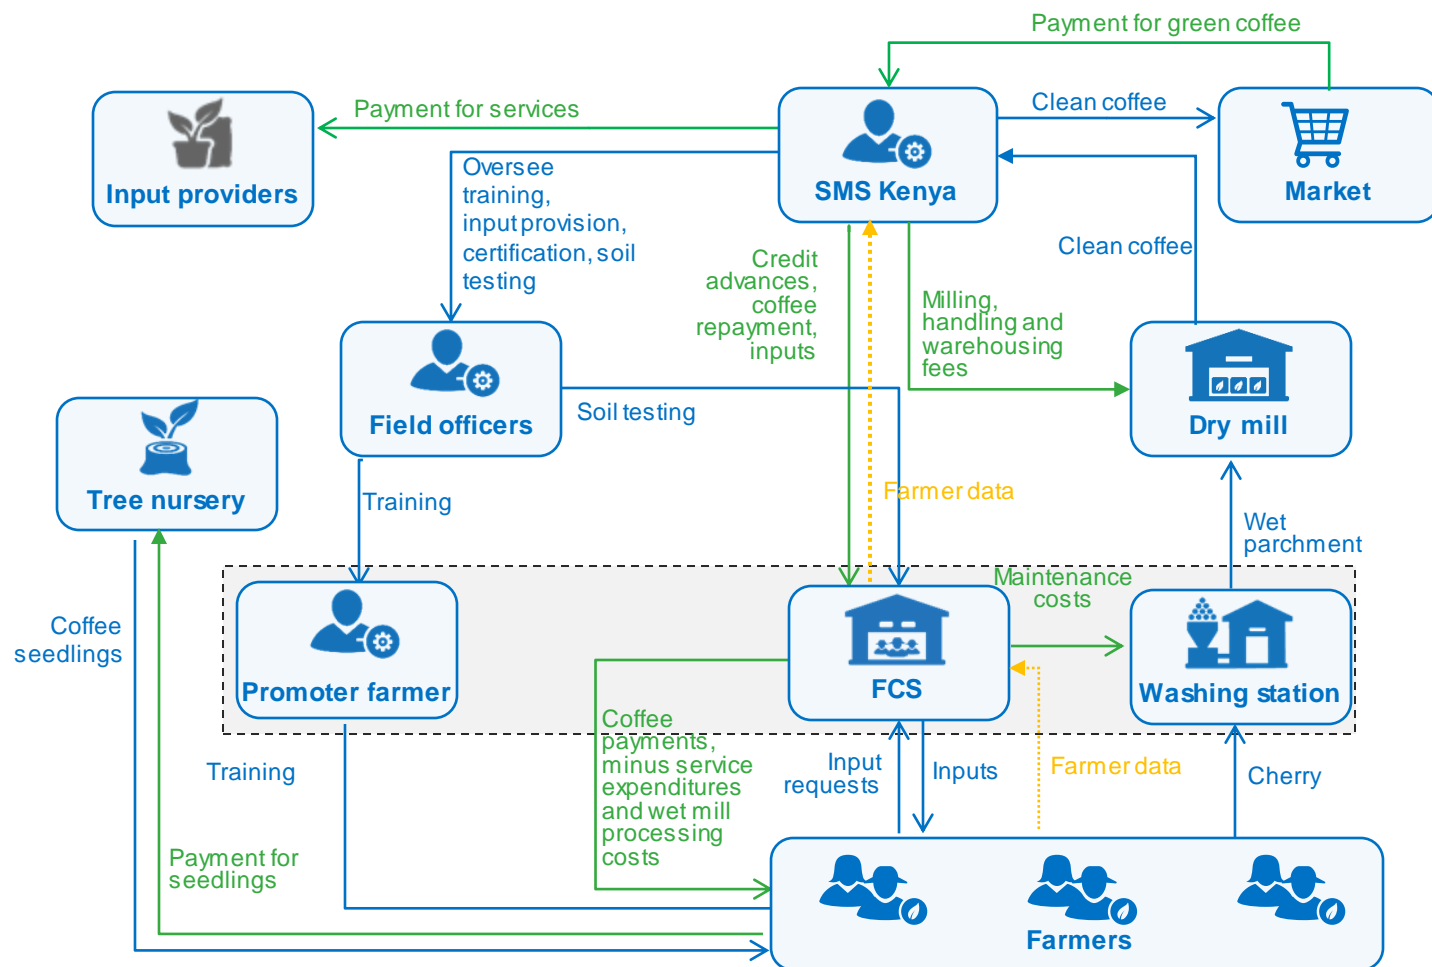 Payment for green coffee
Input providers
Payment for services
SMS Kenya
Clean coffee
Market
Oversee
training,
input provision,
certification, soil
testing
Clean coffee
Credit
advances,
coffee
repayment,
inputs
Milling,
handling and
warehousing
fees
Field officers
Soil testing
Dry mill
Tree nursery
Training
Farmer data
Wet
parchment
Coffee
seedlings
Promoter farmer
FCS
Maintenance
costs
Washing station
Training
Coffee
payments,
minus service
expenditures
and wet mill
processing
costs
Input
requests
Inputs
Farmer data
Cherry
Payment for
seedlings
Farmers